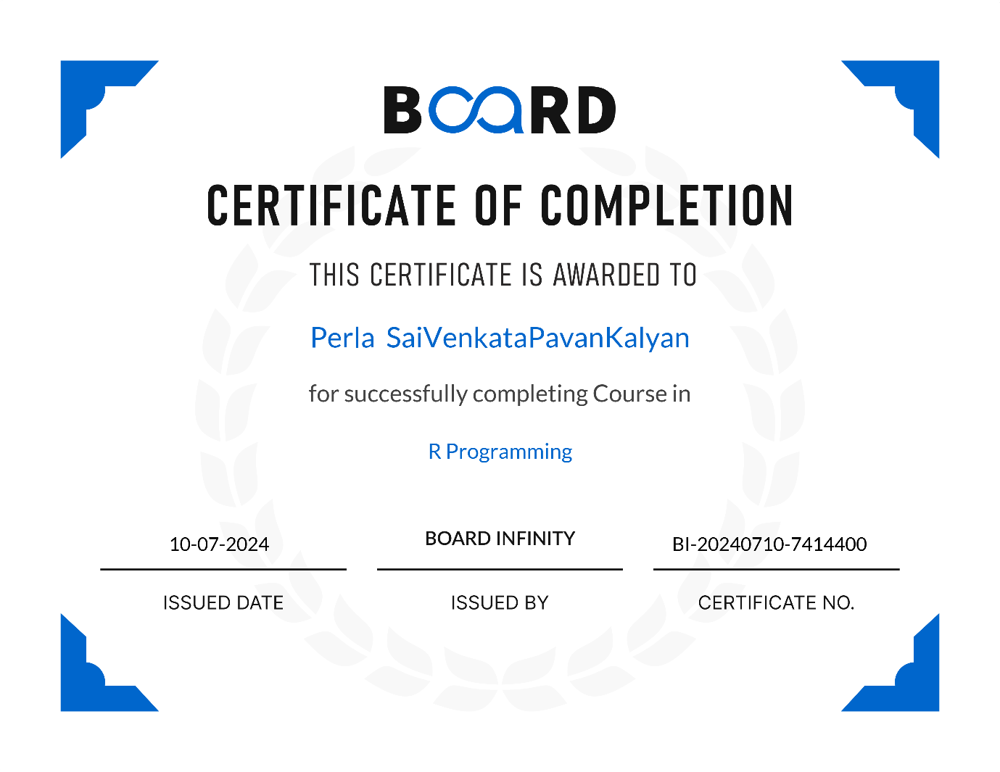 BOARD
CERTIFICATE OF COMPLETION
THIS CERTIFICATE IS AWARDED TO
Perla SaiVenkataPavanKalyan
for successfully completing Course in
R Programming
10-07-2024
BOARD INFINITY
BI-20240710-7414400
ISSUED DATE
ISSUED BY
CERTIFICATE NO.